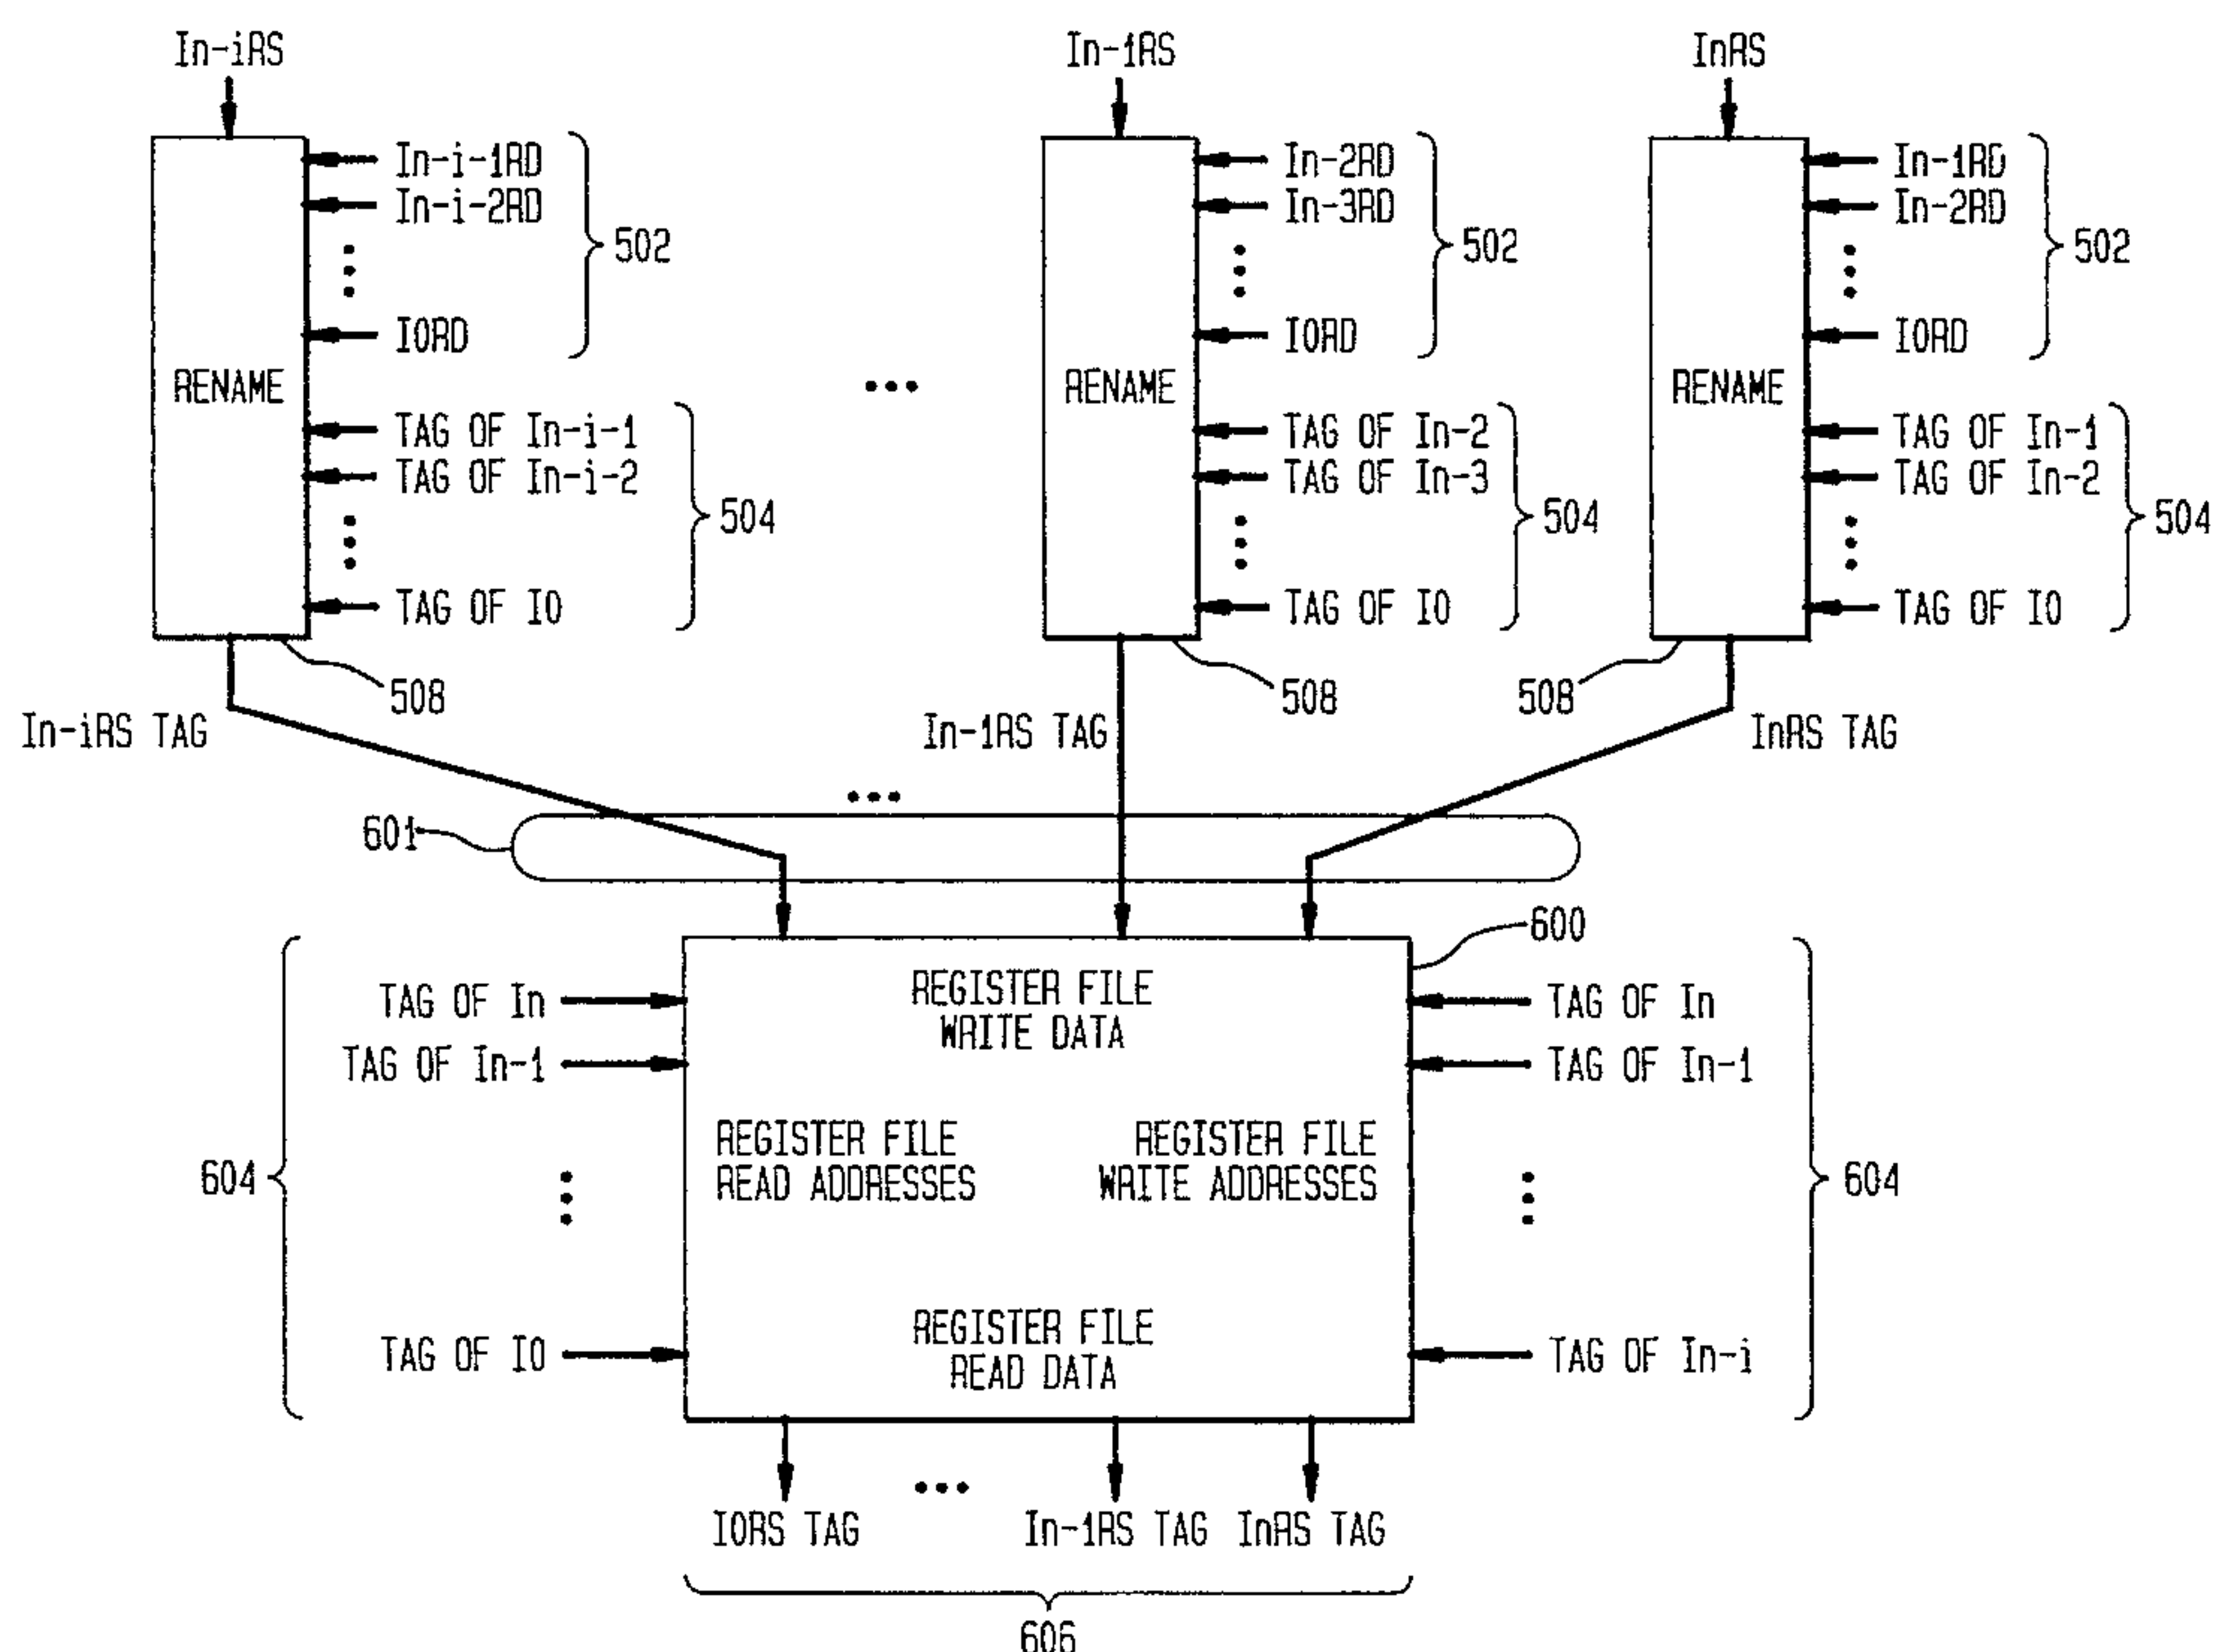 In-iRS
In-1RS
InRS
In-i-1RD
In-i-2RD
502
IORD
RENAME
TAG OF In-i-1
TAG OF In-i-2
504
TAG OF IO
508
In-2RD
In-3RD
502
IORD
RENAME
TAG OF In-2
TAG OF In-3
504
TAG OF IO
508
In-1RD
In-2RD
502
IORD
RENAME
TAG OF In-1
TAG OF In-2
504
TAG OF IO
508
In-iRS TAG
In-1RS TAG
InRS TAG
601
600
604
TAG OF In
TAG OF In-1
TAG OF IO
REGISTER FILE
WRITE DATA
REGISTER FILE
READ ADDRESSES
REGISTER FILE
WRITE ADDRESSES
REGISTER FILE
READ DATA
TAG OF In
TAG OF In-1
TAG OF In-i
604
IORS TAG
In-1RS TAG
InRS TAG
606